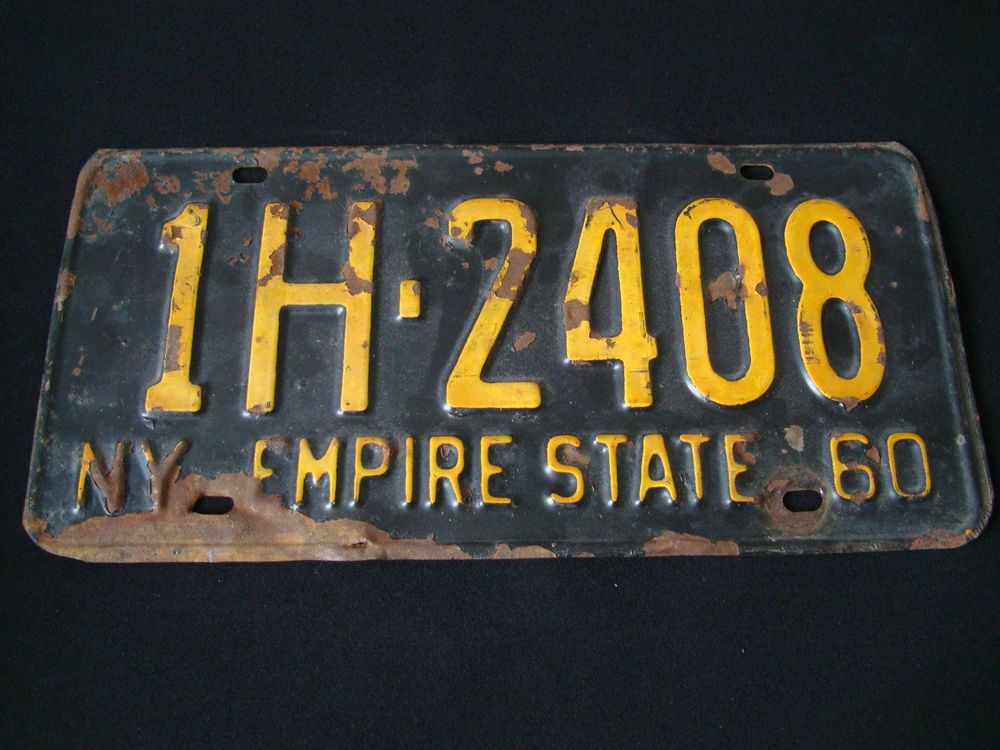 1H·2408
NY EMPIRE STATE 60